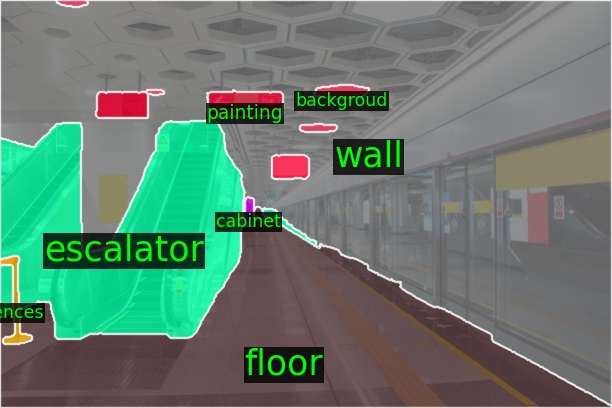 backgroud
painting
wall
cabinet
escalator
ences
floor